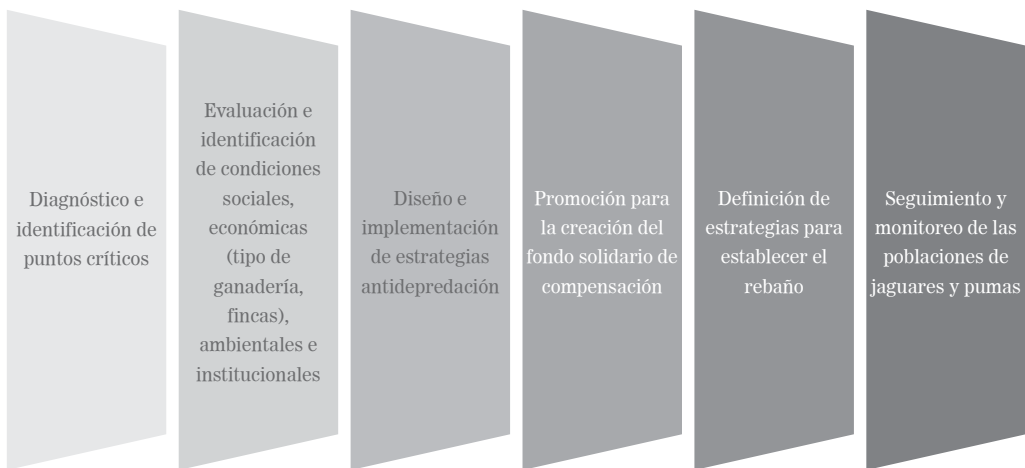 Diagnóstico e
identificación de
puntos críticos
Evaluación e
identificación
de condiciones
sociales,
económicas
(tipo de
ganadería,
fincas),
ambientales e
institucionales
Diseño e
implementación
de estrategias
antidepredación
Promoción para
la creación del
fondo solidario de
compensación
Definición de
estrategias para
establecer el
rebaño
Seguimiento y
monitoreo de las
poblaciones de
jaguares y pumas